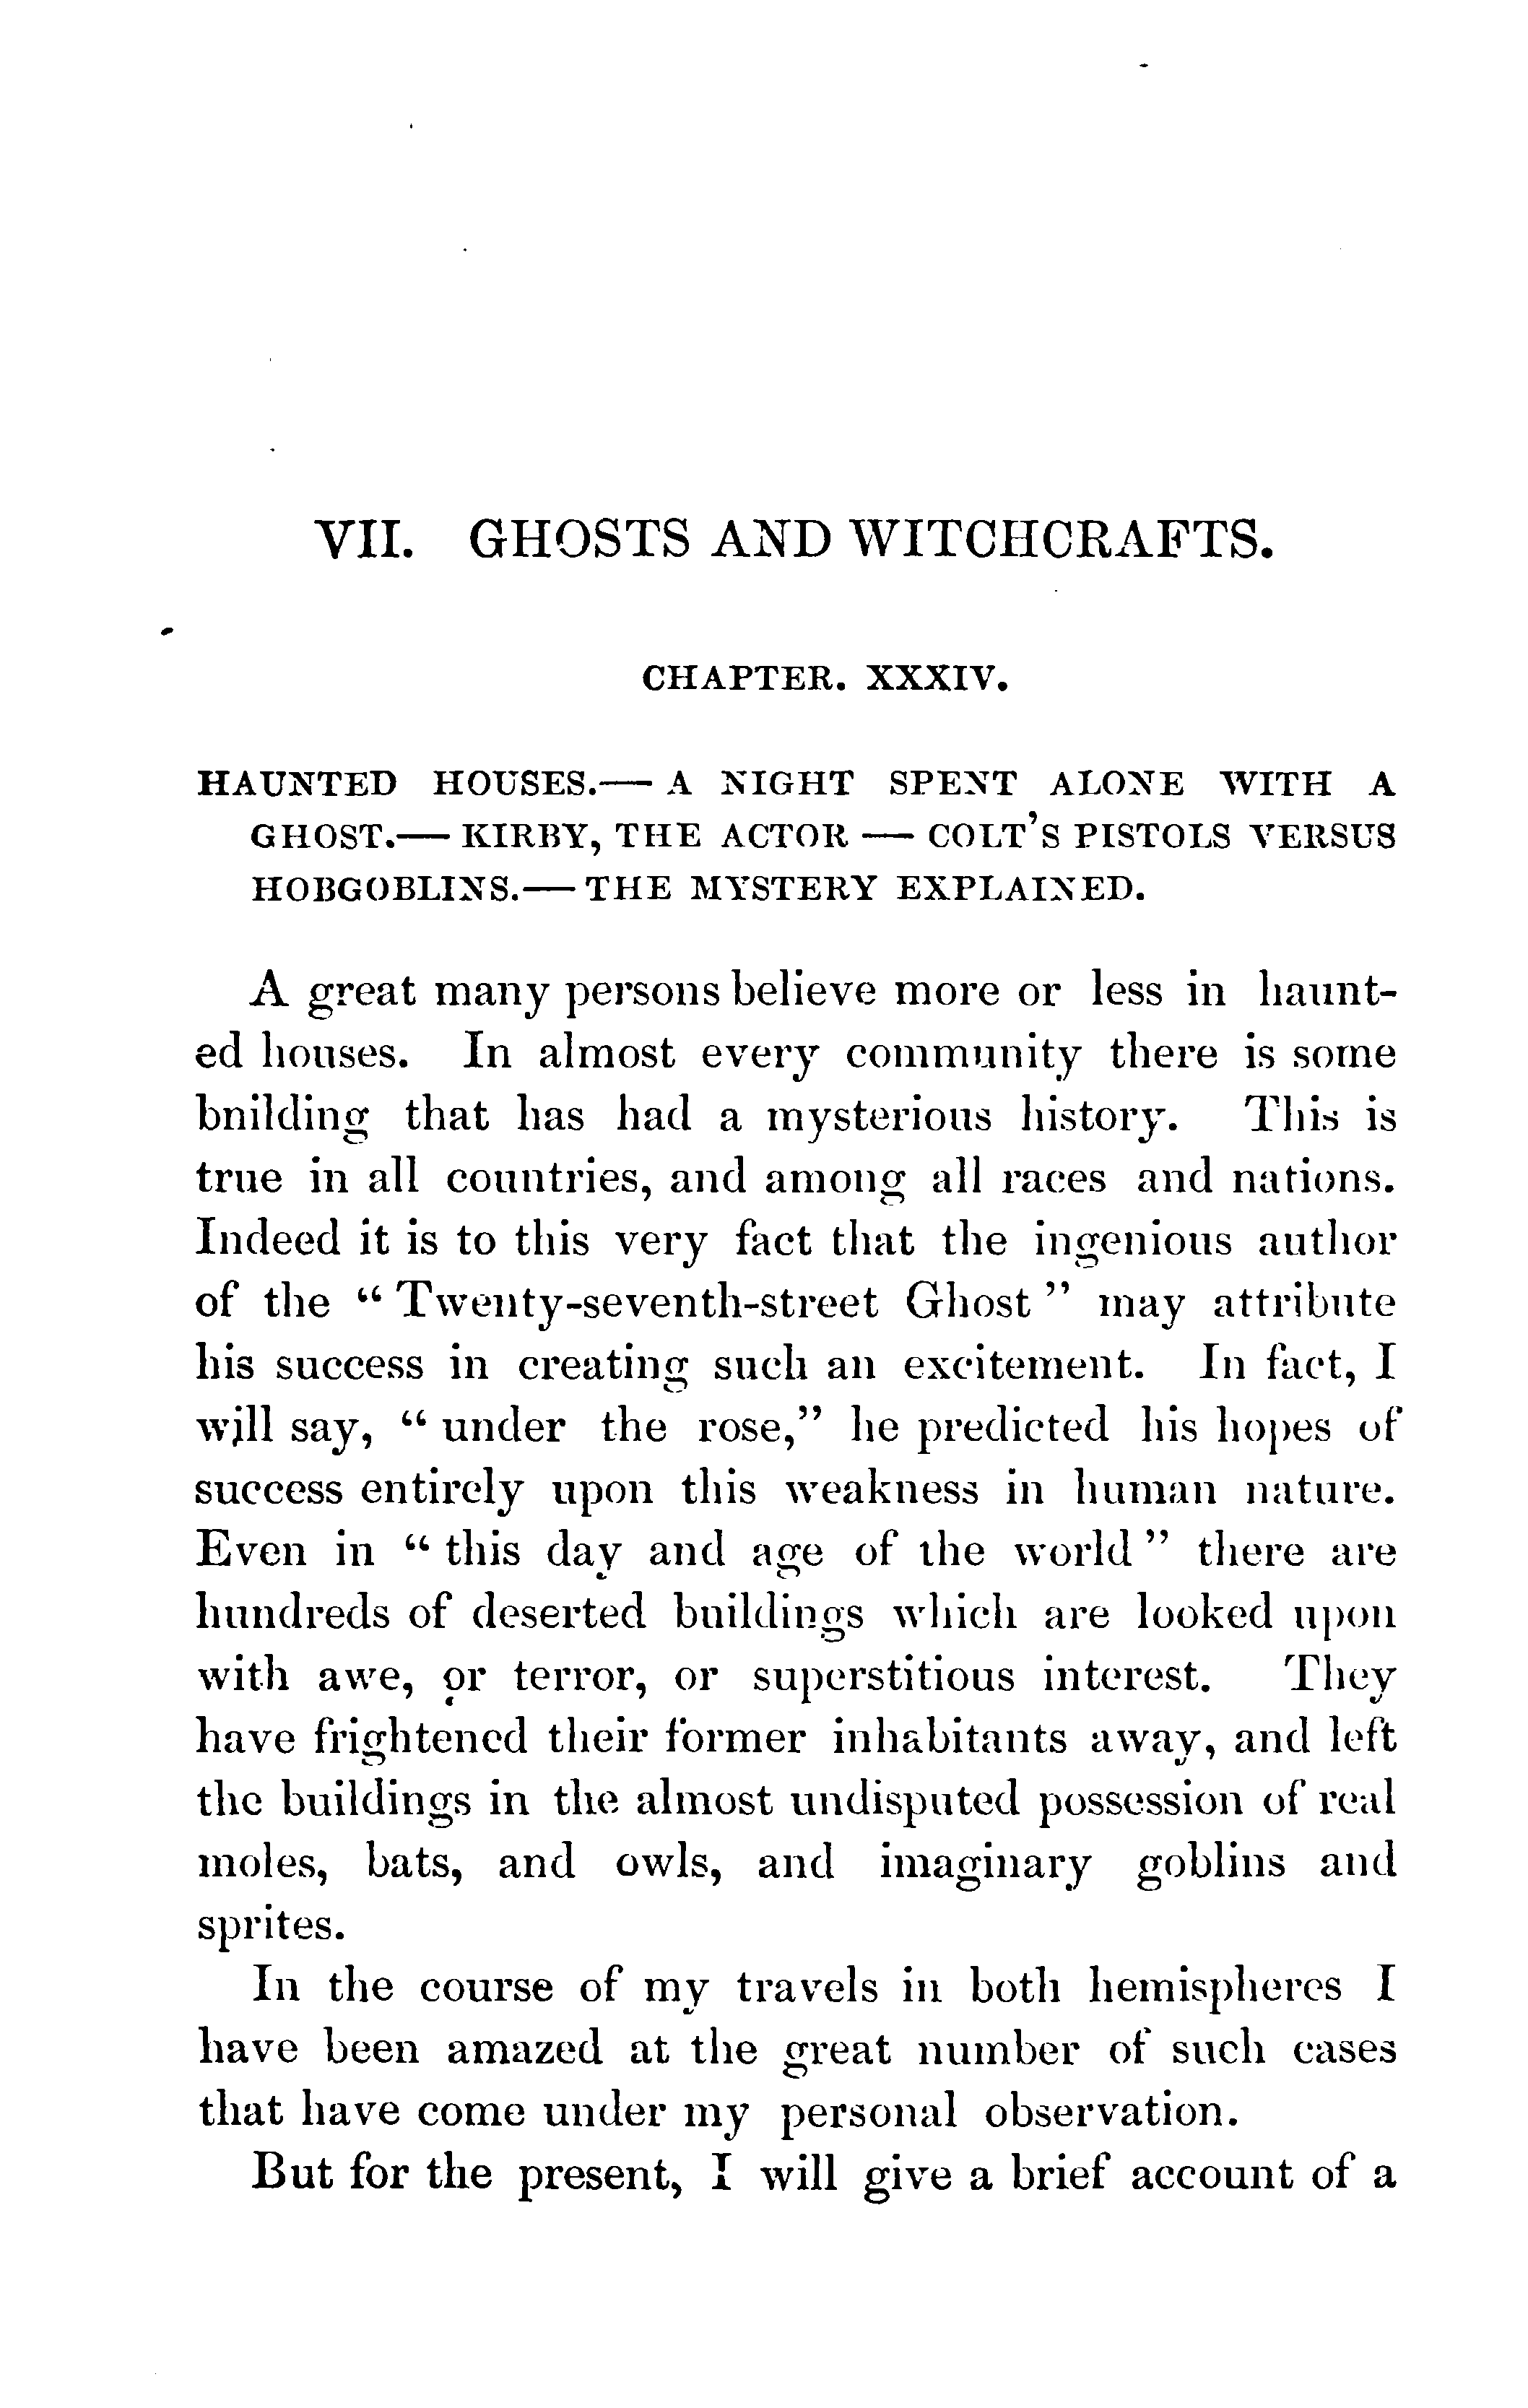 VII. GHOSTS AND WITCHCRAFTS.
CHAPTER. XXXIV.
HAUNTED HOUSES.— A NIGHT SPENT ALONE WITH A
GHOST.— KIRBY, THE ACTOR — COLT'S PISTOLS VERSUS
HOBGOBLINS.— THE MYSTERY EXPLAINED.
A great many persons believe more or less in haunt-
ed houses. In almost every community there is some
bnilding that has had a mysterious history. This is
true in all countries, and among all races and nations.
Indeed it is to this very fact that the ingenious author
of the “ Twenty-seventh-street Ghost ” may attribute
his success in creating such an excitement. In fact, I
will say, “ under the rose,” he predicted his hopes of
success entirely upon this weakness in human nature.
Even in “ this day and age of the world ” there are
hundreds of deserted buildings which are looked upon
with awe, or terror, or superstitious interest. They
have frightened their former inhabitants away, and left
the buildings in the almost undisputed possession of real
moles, bats, and owls, and imaginary goblins and
sprites.
In the course of my travels in both hemispheres I
have been amazed at the great number of such cases
that have come under my personal observation.
But for the present, I will give a brief account of a